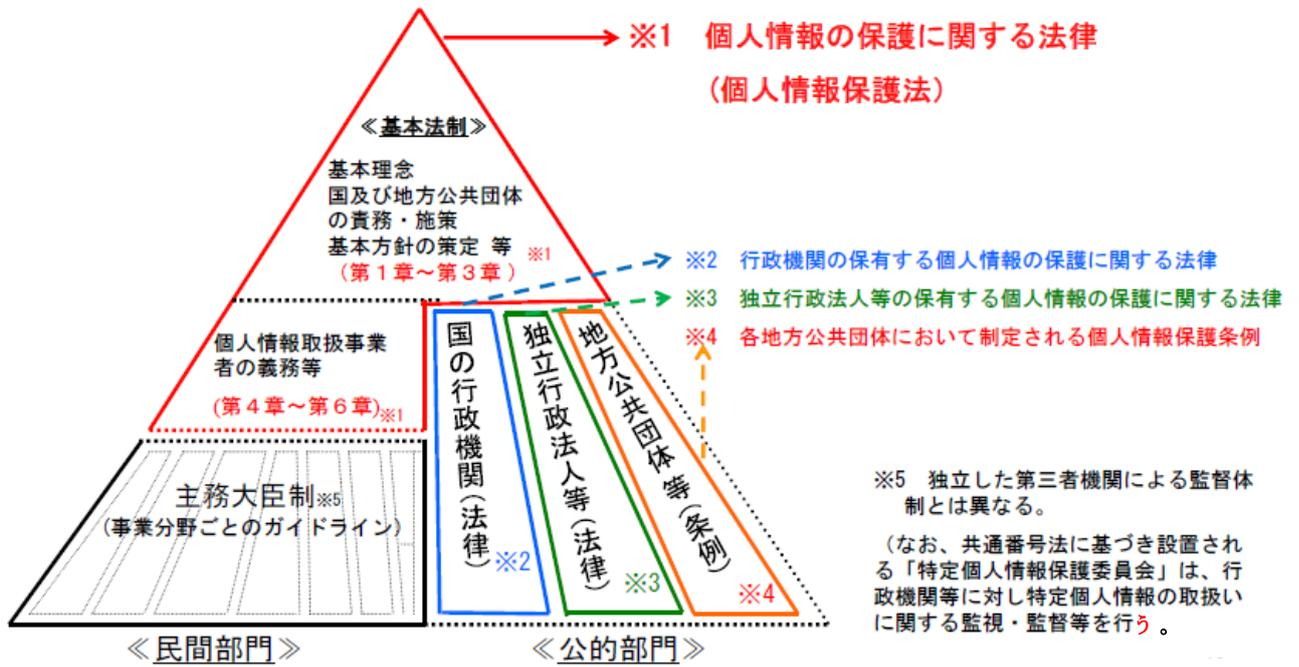 ※1　個人情報の保護に関する法律
（個人情報保護法）
≪基本法制≫
基本理念
国及び地方公共団体
の責務・施策
基本方針の策定 等 ※1
（第１章～第３章）
※2　行政機関の保有する個人情報の保護に関する法律
※3　独立行政法人等の保有する個人情報の保護に関する法律
※4　各地方公共団体において制定される個人情報保護条例
個人情報取扱事業
者の義務等
(第４章～第６章)※1
主務大臣制※5
（事業分野ごとのガイドライン）
国の行政機関（法律）
※2
独立行政法人等（法律）
※3
地方公共団体等（条例）
※4
※5　独立した第三者機関による監督体
制とは異なる。
（なお、共通番号法に基づき設置され
る「特定個人情報保護委員会」は、行
政機関等に対し特定個人情報の取扱い
に関する監視・監督等を行う 。
≪民間部門≫
≪公的部門≫